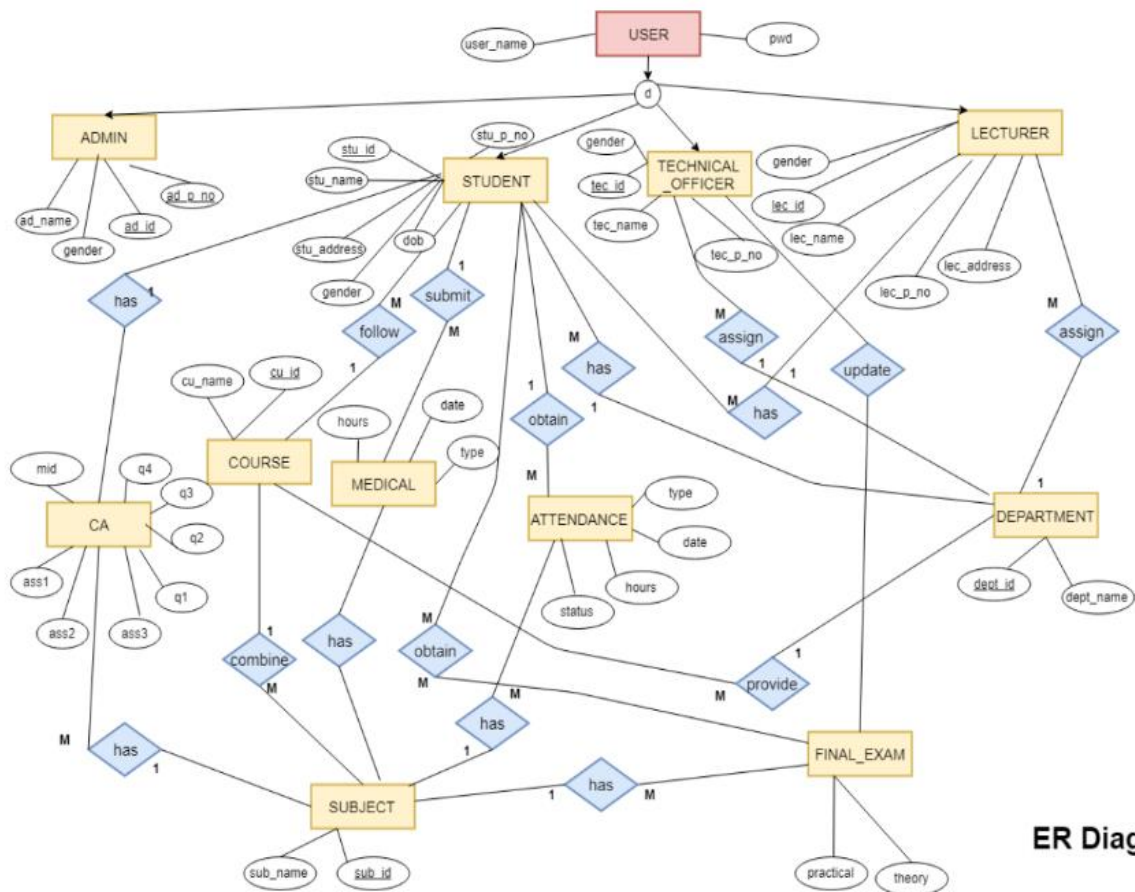 USER
user_name
pwd
d
ADMIN
ad_name
gender
ad_id
ad_p_no
STUDENT
stu_p_no
stu_id
stu_name
stu_address
gender
dob
TECHNICAL
_OFFICER
gender
tec_id
tec_name
tec_p_no
LECTURER
gender
lec_id
lec_name
lec_p_no
lec_address
has
1
submit
1
M
follow
M
1
has
M
1
assign
M
1
has
M
1
update
assign
M
1
obtain
1
M
COURSE
cu_name
cu_id
MEDICAL
hours
date
type
CA
mid
q4
q3
q2
q1
ass1
ass2
ass3
ATTENDANCE
type
date
hours
status
DEPARTMENT
dept_id
dept_name
combine
1
M
has
obtain
M
M
provide
1
M
has
M
1
has
M
1
has
1
M
FINAL_EXAM
practical
theory
SUBJECT
sub_name
sub_id
ER Diag